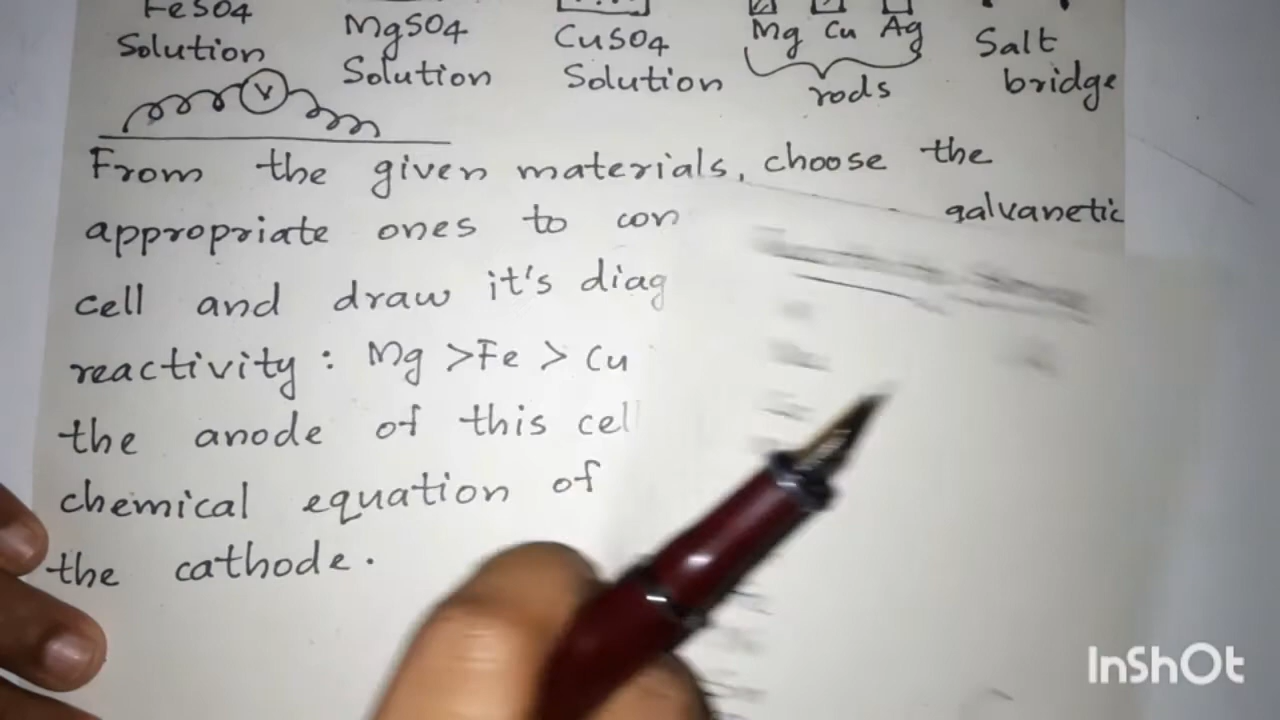 FeSO4
Solution
MgSO4
Solution
CuSO4
Solution
Mg Cu Ag
rods
Salt
bridge
V
From the given materials, choose the
appropriate ones to con galvanetic
cell and draw it's diag
reactivity : Mg >Fe > Cu
the anode of this cell
chemical equation of
the cathode.
InShOt